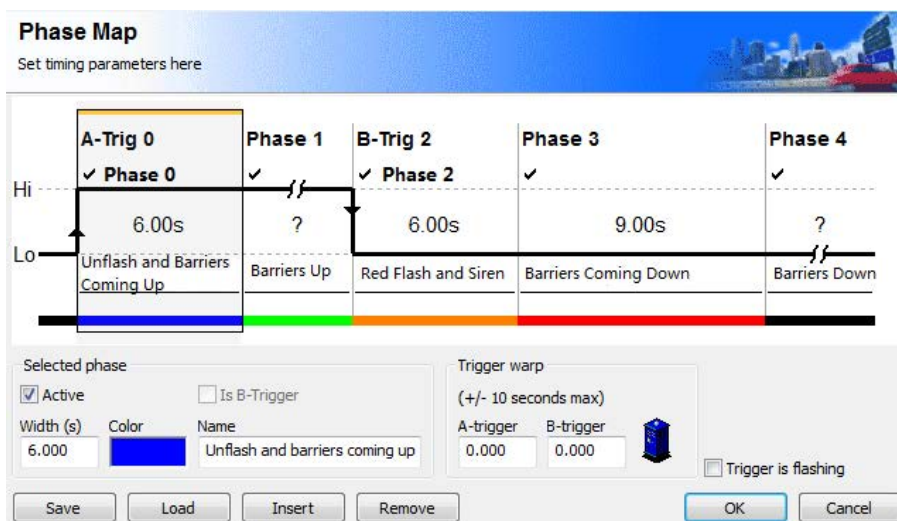 Phase Map
Set timing parameters here
A-Trig 0 Phase 1 B-Trig 2 Phase 3 Phase 4
✓ Phase 0 ✓ ✓ Phase 2 ✓ ✓
Hi
6.00s ? 6.00s 9.00s ?
Lo
Unflash and Barriers
Coming Up
Barriers Up Red Flash and Siren Barriers Coming Down Barriers Down
Selected phase
Active Is B-Trigger
Width (s) Color Name
6.000 Unflash and barriers coming up
Trigger warp
(+/- 10 seconds max)
A-trigger B-trigger
0.000 0.000
Trigger is flashing
Save Load Insert Remove OK Cancel